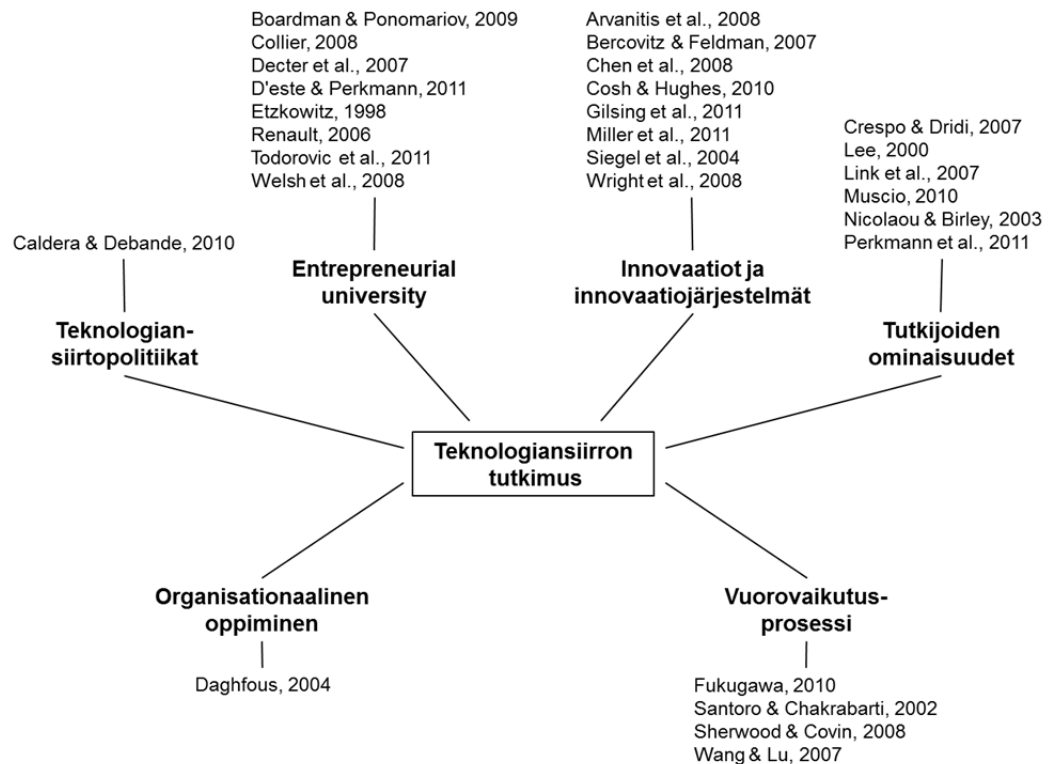 Boardman & Ponomariov, 2009
Collier, 2008
Decter et al., 2007
D'este & Perkmann, 2011
Etzkowitz, 1998
Renault, 2006
Todorovic et al., 2011
Welsh et al., 2008
Arvanitis et al., 2008
Bercovitz & Feldman, 2007
Chen et al., 2008
Cosh & Hughes, 2010
Gilsing et al., 2011
Miller et al., 2011
Siegel et al., 2004
Wright et al., 2008
Crespo & Dridi, 2007
Lee, 2000
Link et al., 2007
Muscio, 2010
Nicolaou & Birley, 2003
Perkmann et al., 2011
Caldera & Debande, 2010
Entrepreneurial
university
Innovaatiot ja
innovaatiojärjestelmät
Teknologian-
siirtopolitiikat
Tutkijoiden
ominaisuudet
Teknologiansiirron
tutkimus
Organisationaalinen
oppiminen
Daghfous, 2004
Vuorovaikutus-
prosessi
Fukugawa, 2010
Santoro & Chakrabarti, 2002
Sherwood & Covin, 2008
Wang & Lu, 2007